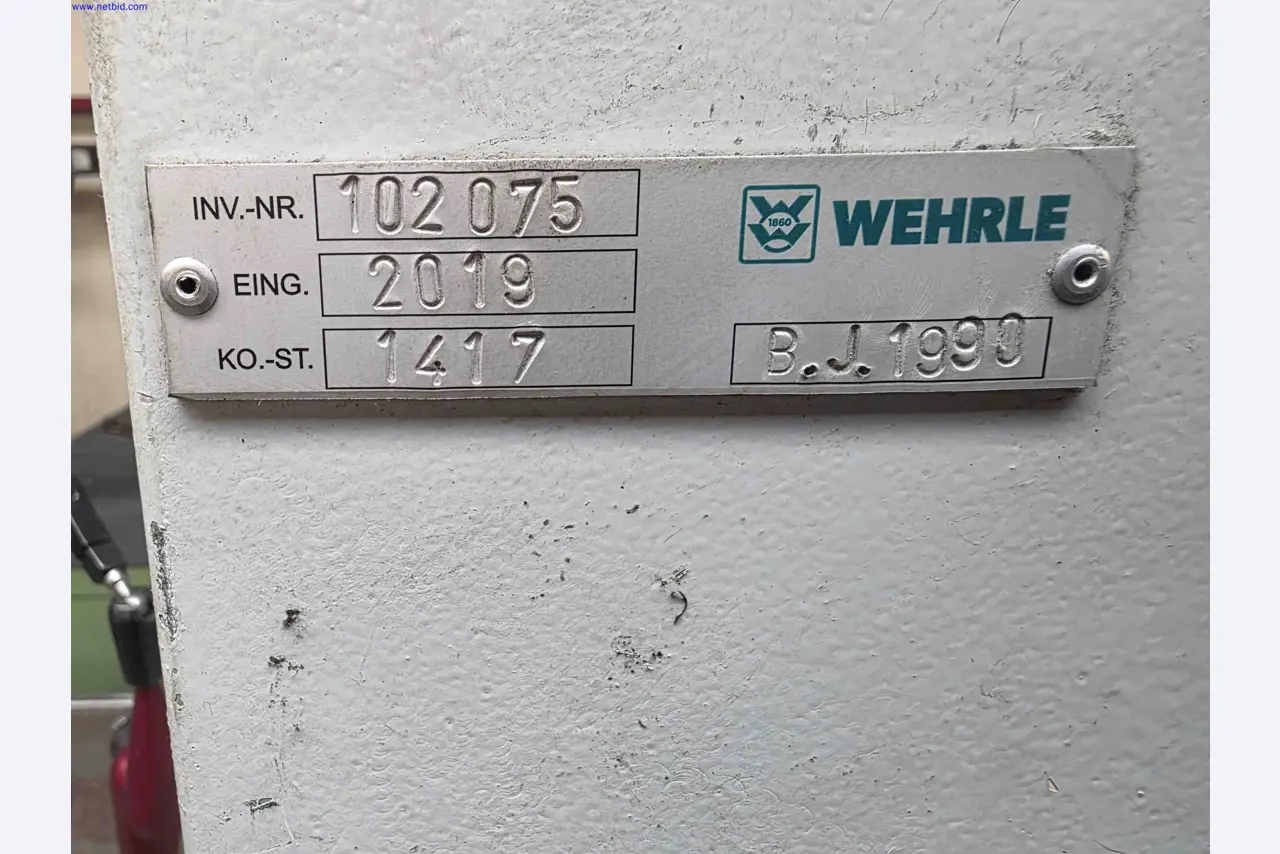 www.netbid.com
INV.-NR. 102 075
1860 WEHRLE
EING. 2019
KO.-ST. 1417
B.J.1990